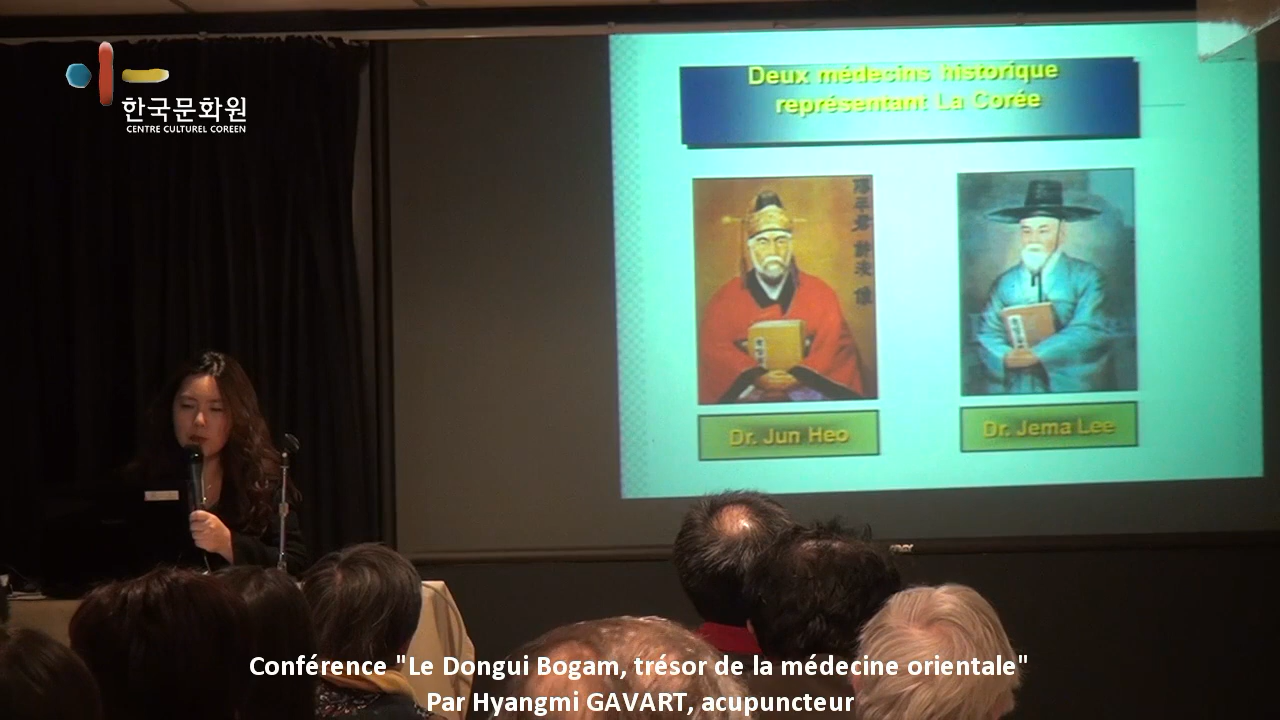 한국문화원
CENTRE CULTUREL COREEN
Deux médecins historique
représentant La Corée
Dr. Jun Heo
Dr. Jema Lee
Conférence "Le Dongui Bogam, trésor de la médecine orientale"
Par Hyangmi GAVART, acupuncteur